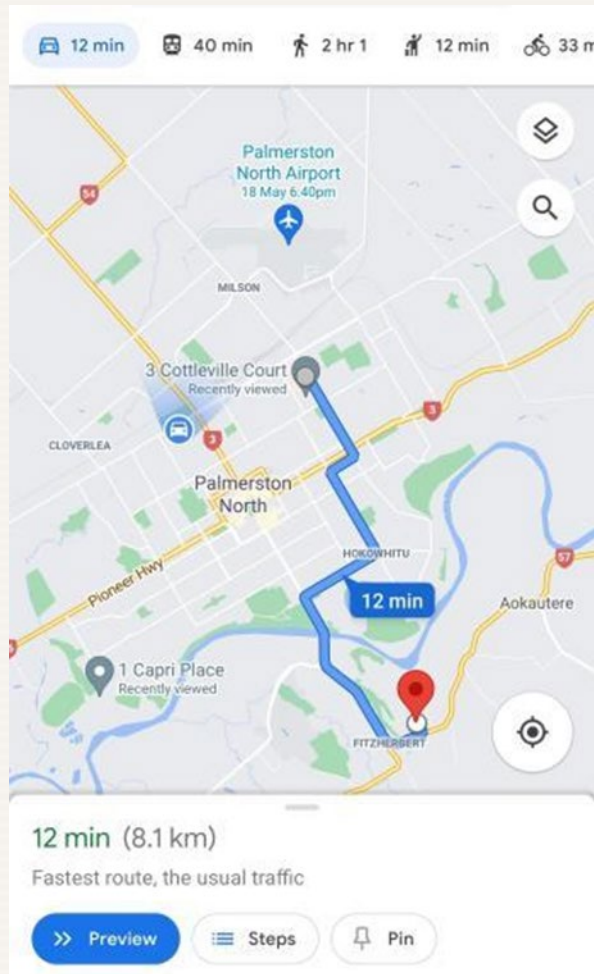 12 min 40 min 2 hr 1 12 min 33 m
Palmerston
North Airport
18 May 6.40pm
54
MILSON
3 Cottleville Court
Recently viewed
3
3
CLOVERLEA
Palmerston
North
HOKOWHITU
57
Pioneer Hwy
12 min
Aokautere
1 Capri Place
Recently viewed
FITZHERBERT
12 min (8.1 km)
Fastest route, the usual traffic
Preview Steps Pin